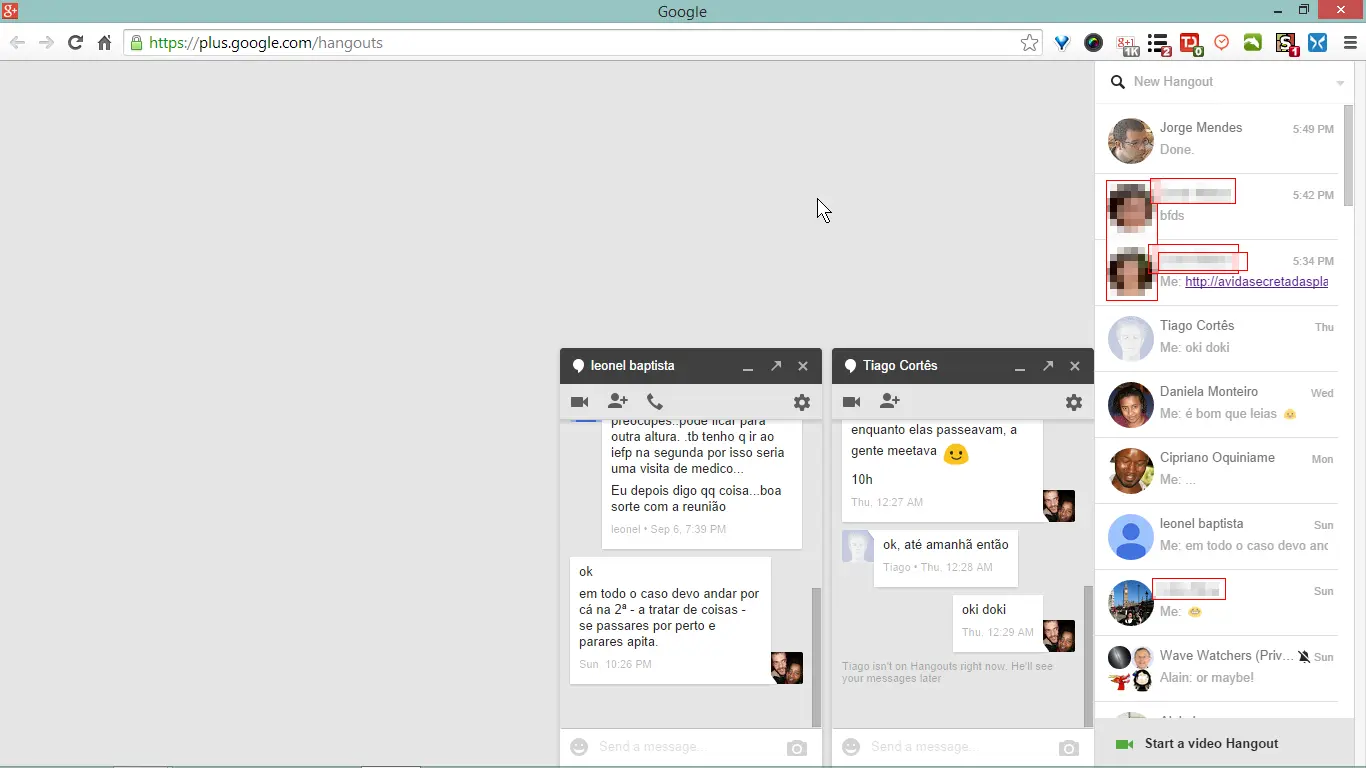 Google
https://plus.google.com/hangouts
g+1
1K
2
0
1
New Hangout
Jorge Mendes
5:49 PM
Done.
5:42 PM
bfds
5:34 PM
Me: http://avidasecretadaspla
Tiago Cortês
Thu
Me: oki doki
Daniela Monteiro
Wed
Me: é bom que leias
Cipriano Oquiniame
Mon
Me: ...
leonel baptista
Sun
Me: em todo o caso devo and
Sun
Me:
Wave Watchers (Priv...
Sun
Alain: or maybe!
Start a video Hangout
leonel baptista
preocupes..pode ficar para
outra altura. .tb tenho q ir ao
iefp na segunda por isso seria
uma visita de medico...
Eu depois digo qq coisa...boa
sorte com a reunião
leonel • Sep 6, 7:39 PM
ok
em todo o caso devo andar por
cá na 2ª - a tratar de coisas -
se passares por perto e
parares apita.
Sun 10:26 PM
Send a message...
Tiago Cortês
enquanto elas passeavam, a
gente meetava
10h
Thu, 12:27 AM
ok, até amanhã então
Tiago • Thu, 12:28 AM
oki doki
Thu, 12:29 AM
Tiago isn't on Hangouts right now. He'll see
your messages later
Send a message...